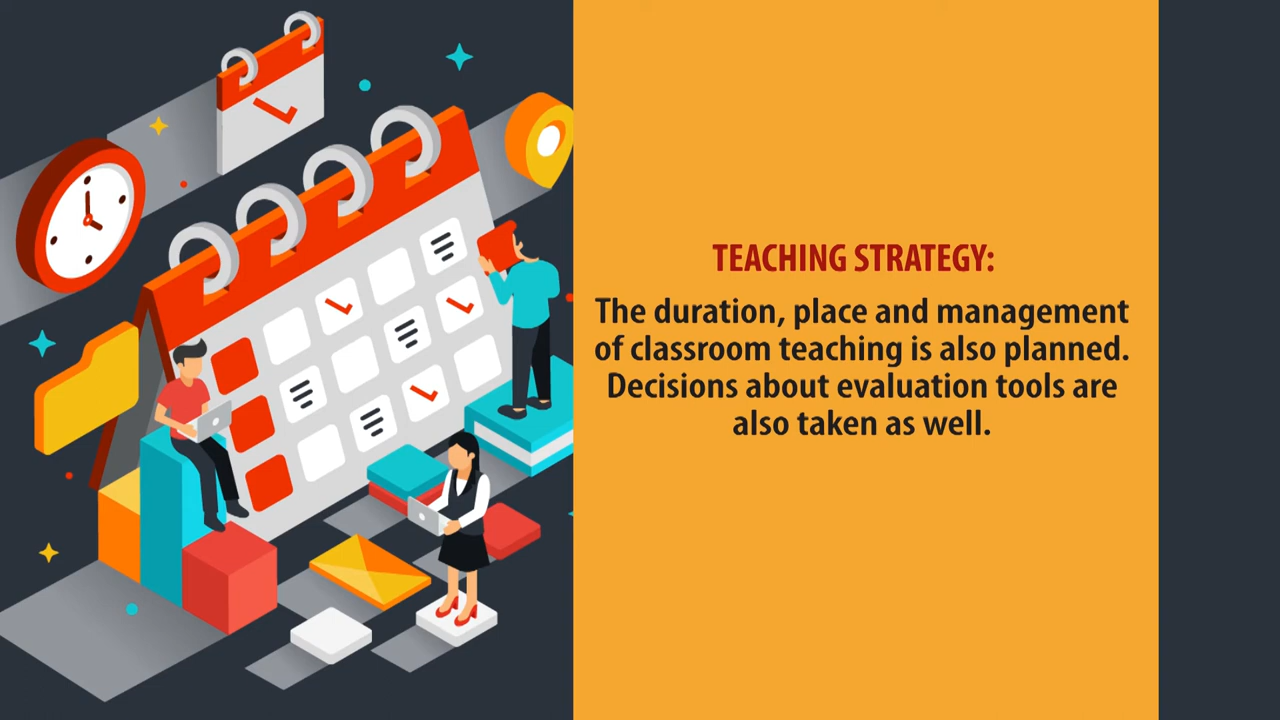 TEACHING STRATEGY:
The duration, place and management
of classroom teaching is also planned.
Decisions about evaluation tools are
also taken as well.